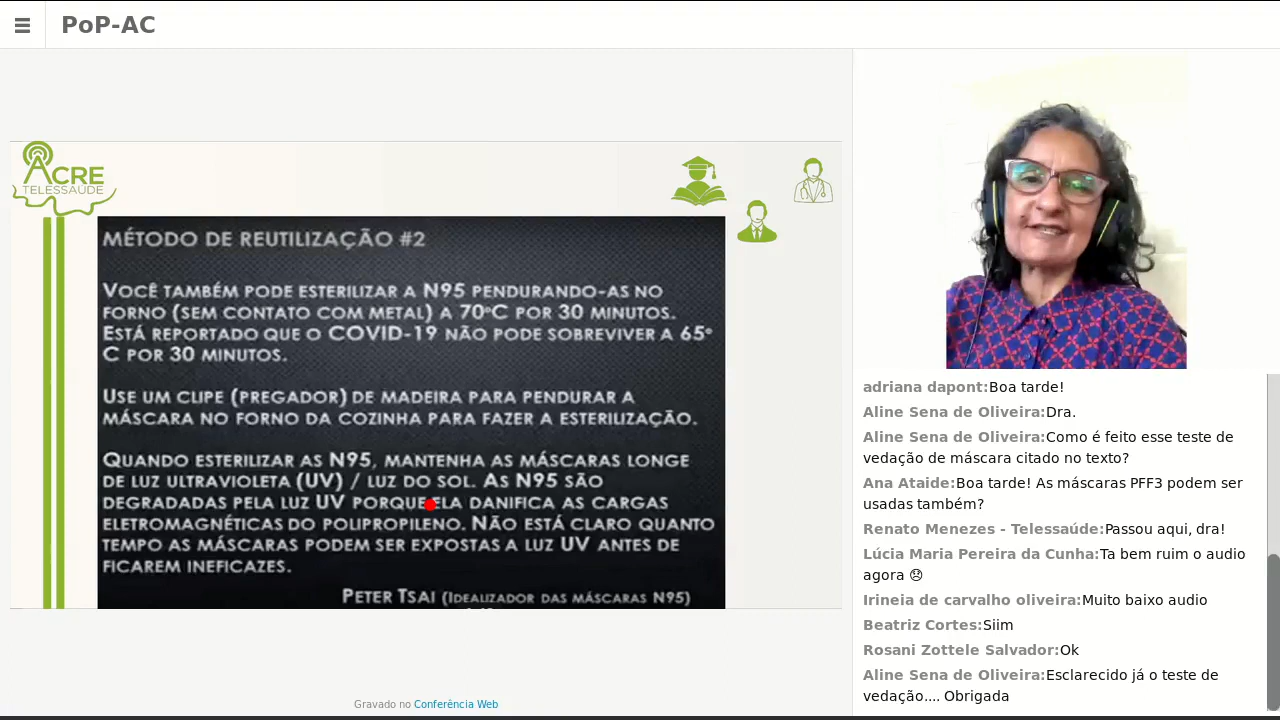 PoP-AC
ACRE
TELESSAÚDE
MÉTODO DE REUTILIZAÇÃO #2
VOCÊ TAMBÉM PODE ESTERILIZAR A N95 PENDURANDO-AS NO
FORNO (SEM CONTATO COM METAL) A 70ºC POR 30 MINUTOS.
ESTÁ REPORTADO QUE O COVID-19 NÃO PODE SOBREVIVER A 65º
C POR 30 MINUTOS.
USE UM CLIPE (PREGADOR) DE MADEIRA PARA PENDURAR A
MÁSCARA NO FORNO DA COZINHA PARA FAZER A ESTERILIZAÇÃO.
QUANDO ESTERILIZAR AS N95, MANTENHA AS MÁSCARAS LONGE
DE LUZ ULTRAVIOLETA (UV) / LUZ DO SOL. AS N95 SÃO
DEGRADADAS PELA LUZ UV PORQUE ELA DANIFICA AS CARGAS
ELETROMAGNÉTICAS DO POLIPROPILENO. NÃO ESTÁ CLARO QUANTO
TEMPO AS MÁSCARAS PODEM SER EXPOSTAS A LUZ UV ANTES DE
FICAREM INEFICAZES.
PETER TSAI (IDEALIZADOR DAS MÁSCARAS N95)
Gravado no Conferência Web
adriana dapont:Boa tarde!
Aline Sena de Oliveira:Dra.
Aline Sena de Oliveira:Como é feito esse teste de
vedação de máscara citado no texto?
Ana Ataide:Boa tarde! As máscaras PFF3 podem ser
usadas também?
Renato Menezes - Telessaúde:Passou aqui, dra!
Lúcia Maria Pereira da Cunha:Ta bem ruim o audio
agora 😞
Irineia de carvalho oliveira:Muito baixo audio
Beatriz Cortes:Siim
Rosani Zottele Salvador:Ok
Aline Sena de Oliveira:Esclarecido já o teste de
vedação.... Obrigada